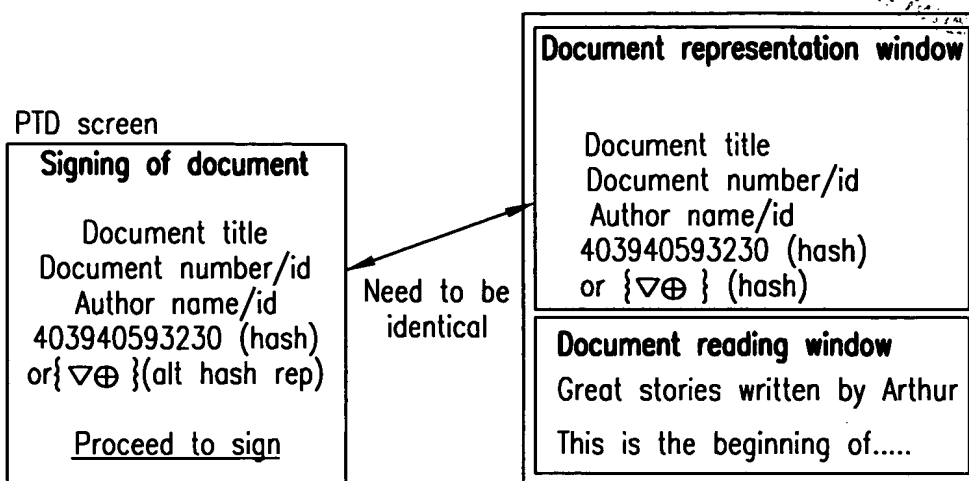 PTD screen
Signing of document
Document title
Document number/id
Author name/id
403940593230 (hash)
or{ ▽⊕ }(alt hash rep)
Proceed to sign
Need to be
identical
Document representation window
Document title
Document number/id
Author name/id
403940593230 (hash)
or {▽⊕ } (hash)
Document reading window
Great stories written by Arthur
This is the beginning of.....